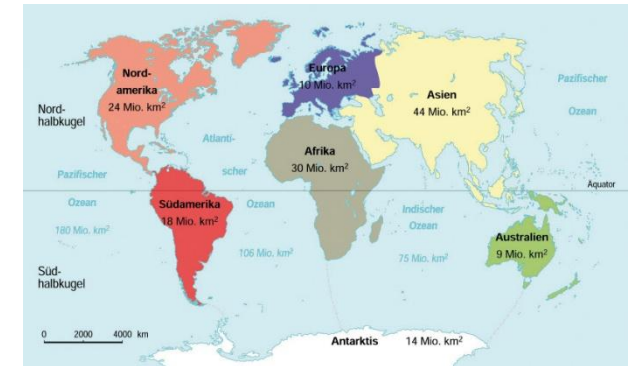 Nord-
amerika
24 Mio. km²
Europa
10 Mio. km²
Asien
44 Mio. km²
Pazifischer
Ozean
Nord-
halbkugel
Atlanti-
scher
Ozean
106 Mio. km²
Afrika
30 Mio. km²
Pazifischer
Ozean
180 Mio. km²
Äquator
Südamerika
18 Mio. km²
Indischer
Ozean
75 Mio. km²
Australien
9 Mio. km²
Süd-
halbkugel
0 2000 4000 km
Antarktis 14 Mio. km²